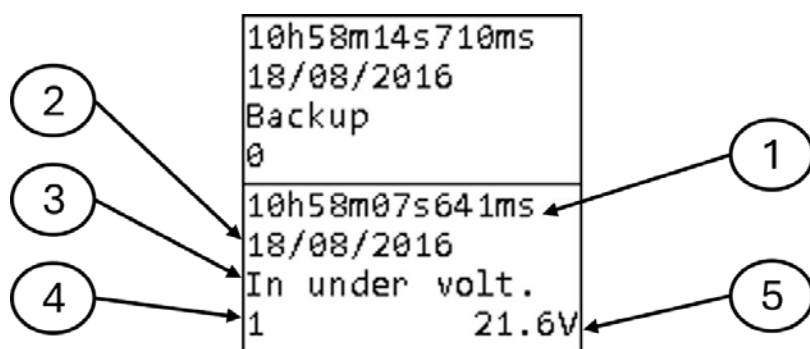 10h58m14s710ms
18/08/2016
Backup
0
10h58m07s641ms
18/08/2016
In under volt.
1 21.6V
2
3
4
1
5